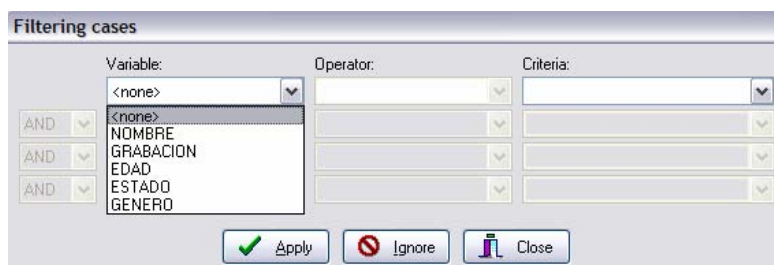 Filtering cases
Variable: Operator: Criteria:
<none>
<none>
AND NOMBRE
GRABACION
AND EDAD
AND ESTADO
GENERO
Apply Ignore Close